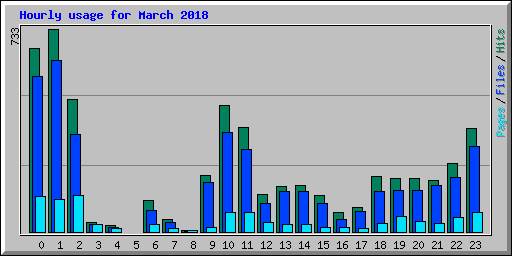 Hourly usage for March 2018
733
Pages/Files/Hits
0 1 2 3 4 5 6 7 8 9 10 11 12 13 14 15 16 17 18 19 20 21 22 23